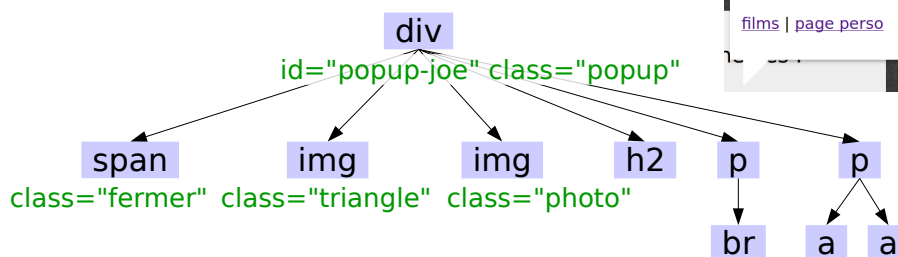 films | page perso
div
id="popup-joe" class="popup"
span img img h2 p p
class="fermer" class="triangle" class="photo"
br a a